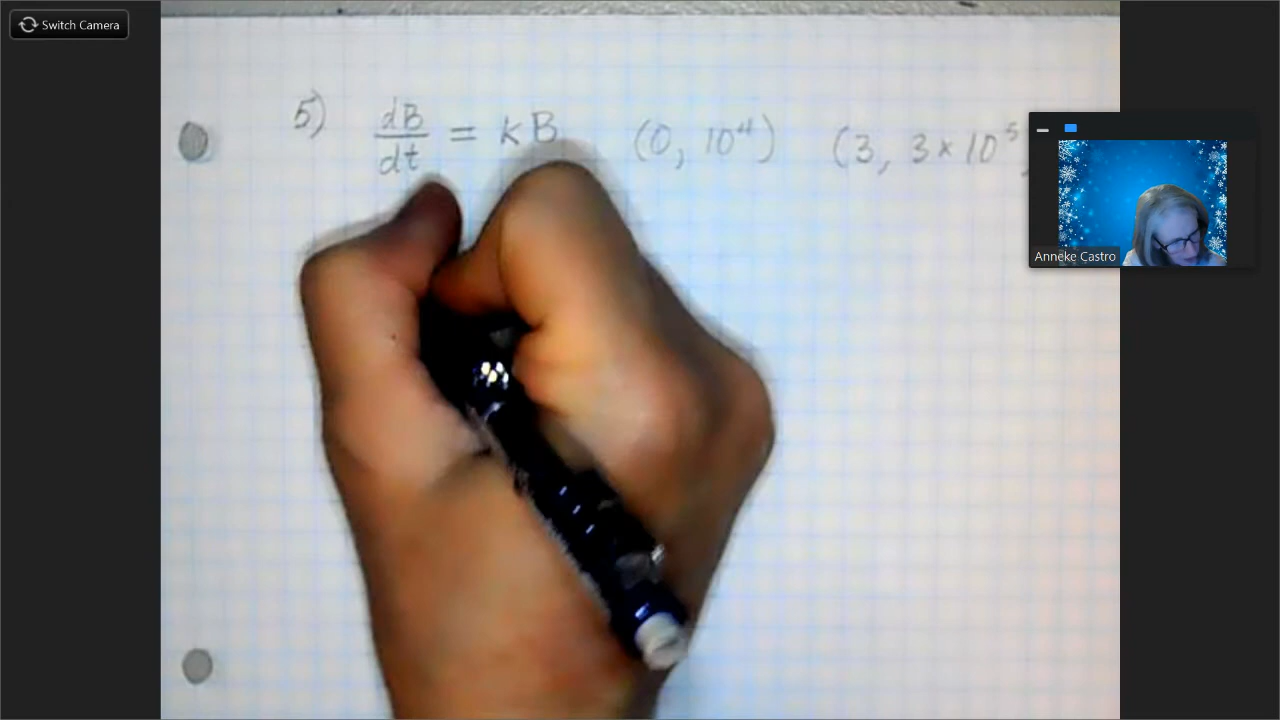 Switch Camera
5) dB/dt = kB (0, 10⁴) (3, 3×10⁵
Anneke Castro